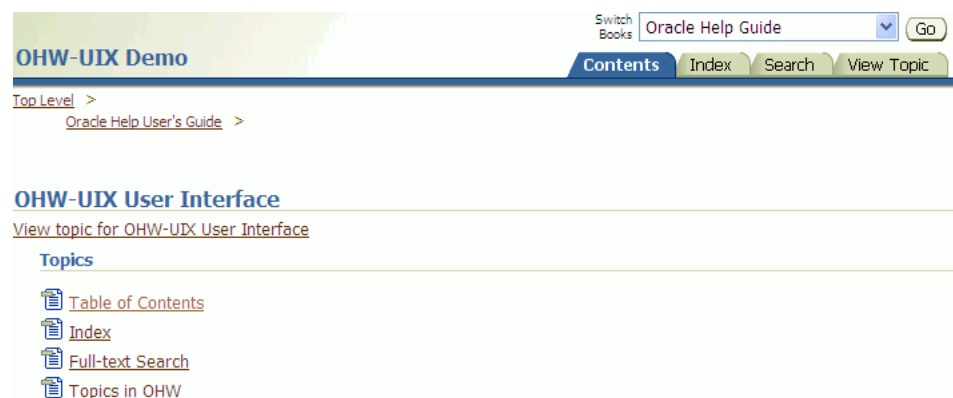 Switch
Books Oracle Help Guide Go
OHW-UIX Demo
Contents Index Search View Topic
Top Level >
Oracle Help User's Guide >
OHW-UIX User Interface
View topic for OHW-UIX User Interface
Topics
Table of Contents
Index
Full-text Search
Topics in OHW